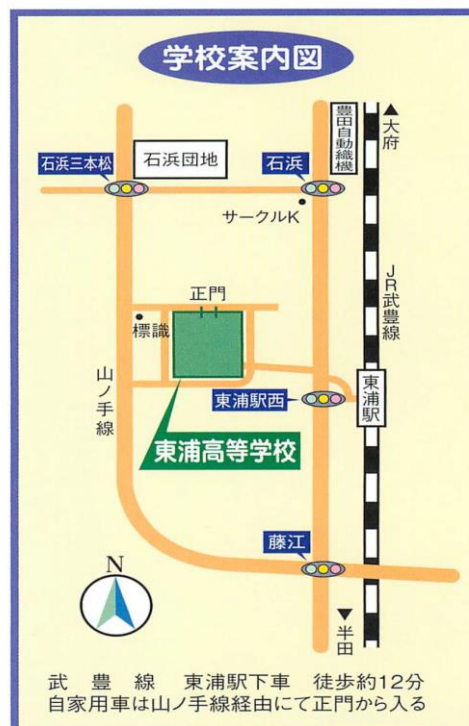 学校案内図
豊田自動織機
▲大府
石浜三本松
石浜団地
石浜
サークルK
JR武豊線
正門
標識
山ノ手線
東浦駅西
東浦駅
東浦高等学校
藤江
N
▼半田
武豊線 東浦駅下車 徒歩約12分
自家用車は山ノ手線経由にて正門から入る